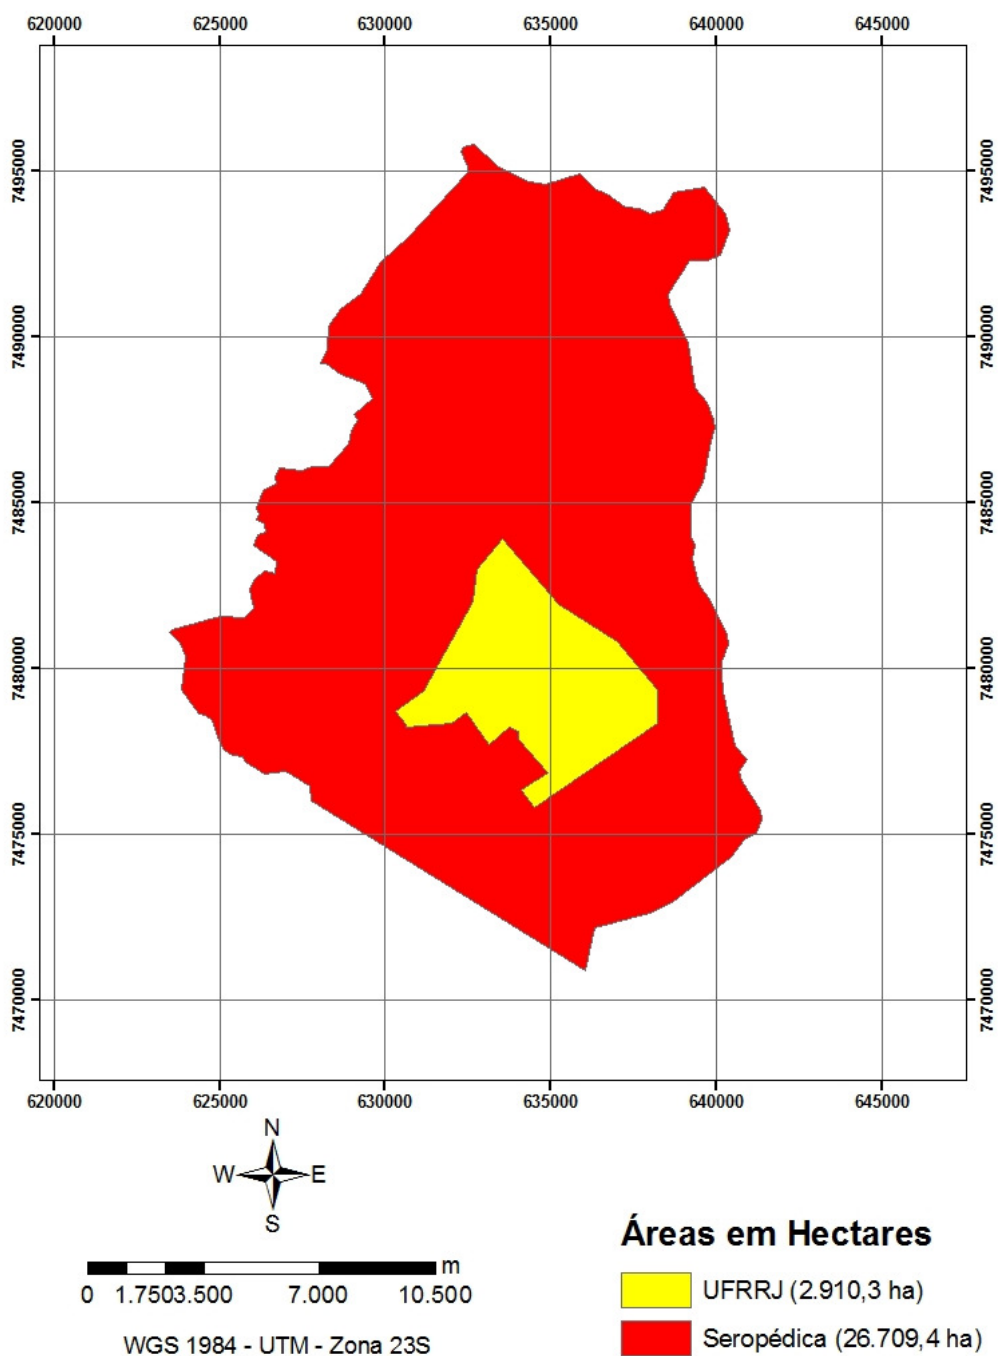 620000 625000 630000 635000 640000 645000
7495000 7495000
7490000 7490000
7485000 7485000
7480000 7480000
7475000 7475000
7470000 7470000
620000 625000 630000 635000 640000 645000
N
W E
S
m
0 1.750 3.500 7.000 10.500
WGS 1984 - UTM - Zona 23S
Áreas em Hectares
UFRRJ (2.910,3 ha)
Seropédica (26.709,4 ha)